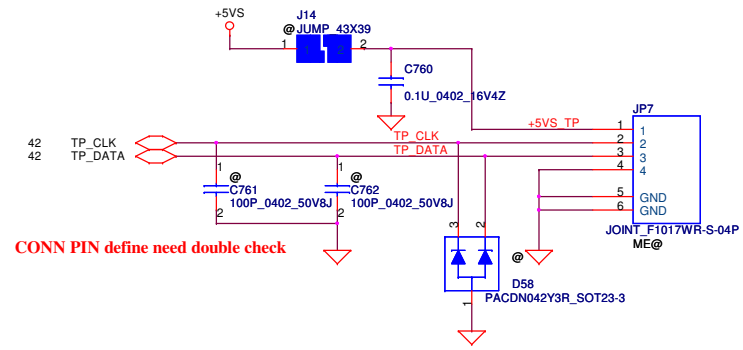 +5VS
J14
@ JUMP_43X39
1 1 2 2
C760
0.1U_0402_16V4Z
1
2
JP7
+5VS_TP 1 1
42 TP_CLK TP_CLK 2 2
42 TP_DATA TP_DATA 3 3
4 4
1 @
C761
100P_0402_50V8J
2
1 @
C762
100P_0402_50V8J
2
5 GND
6 GND
JOINT_F1017WR-S-04P
ME@
CONN PIN define need double check
3 2
@
D58
PACDN042Y3R_SOT23-3
1